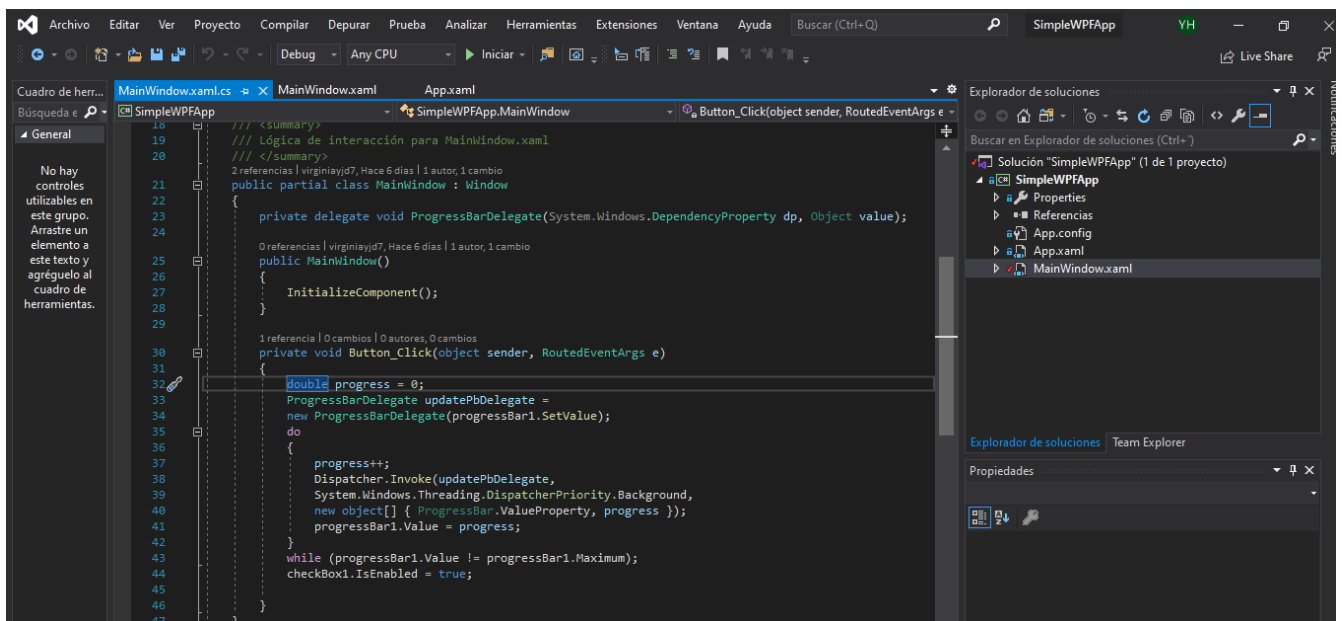 Archivo Editar Ver Proyecto Compilar Depurar Prueba Analizar Herramientas Extensiones Ventana Ayuda Buscar (Ctrl+Q) SimpleWPFApp YH
Debug Any CPU Iniciar Live Share
Cuadro de herr...
Búsqueda e
General
No hay
controles
utilizables en
este grupo.
Arrastre un
elemento a
este texto y
agréguelo al
cuadro de
herramientas.
MainWindow.xaml.cs MainWindow.xaml App.xaml
SimpleWPFApp SimpleWPFApp.MainWindow Button_Click(object sender, RoutedEventArgs e
18 /// <summary>
19 /// Lógica de interacción para MainWindow.xaml
20 /// </summary>
2 referencias | virginiayjd7, Hace 6 días | 1 autor, 1 cambio
21 public partial class MainWindow : Window
22 {
23 private delegate void ProgressBarDelegate(System.Windows.DependencyProperty dp, Object value);
24
0 referencias | virginiayjd7, Hace 6 días | 1 autor, 1 cambio
25 public MainWindow()
26 {
27 InitializeComponent();
28 }
29
1 referencia | 0 cambios | 0 autores, 0 cambios
30 private void Button_Click(object sender, RoutedEventArgs e)
31 {
32 double progress = 0;
33 ProgressBarDelegate updatePbDelegate =
34 new ProgressBarDelegate(progressBar1.SetValue);
35 do
36 {
37 progress++;
38 Dispatcher.Invoke(updatePbDelegate,
39 System.Windows.Threading.DispatcherPriority.Background,
40 new object[] { ProgressBar.ValueProperty, progress });
41 progressBar1.Value = progress;
42 }
43 while (progressBar1.Value != progressBar1.Maximum);
44 checkBox1.IsEnabled = true;
45
46 }
47 }
Explorador de soluciones
Buscar en Explorador de soluciones (Ctrl+´)
Solución "SimpleWPFApp" (1 de 1 proyecto)
C# SimpleWPFApp
Properties
Referencias
App.config
App.xaml
MainWindow.xaml
Explorador de soluciones Team Explorer
Propiedades
Notificaciones